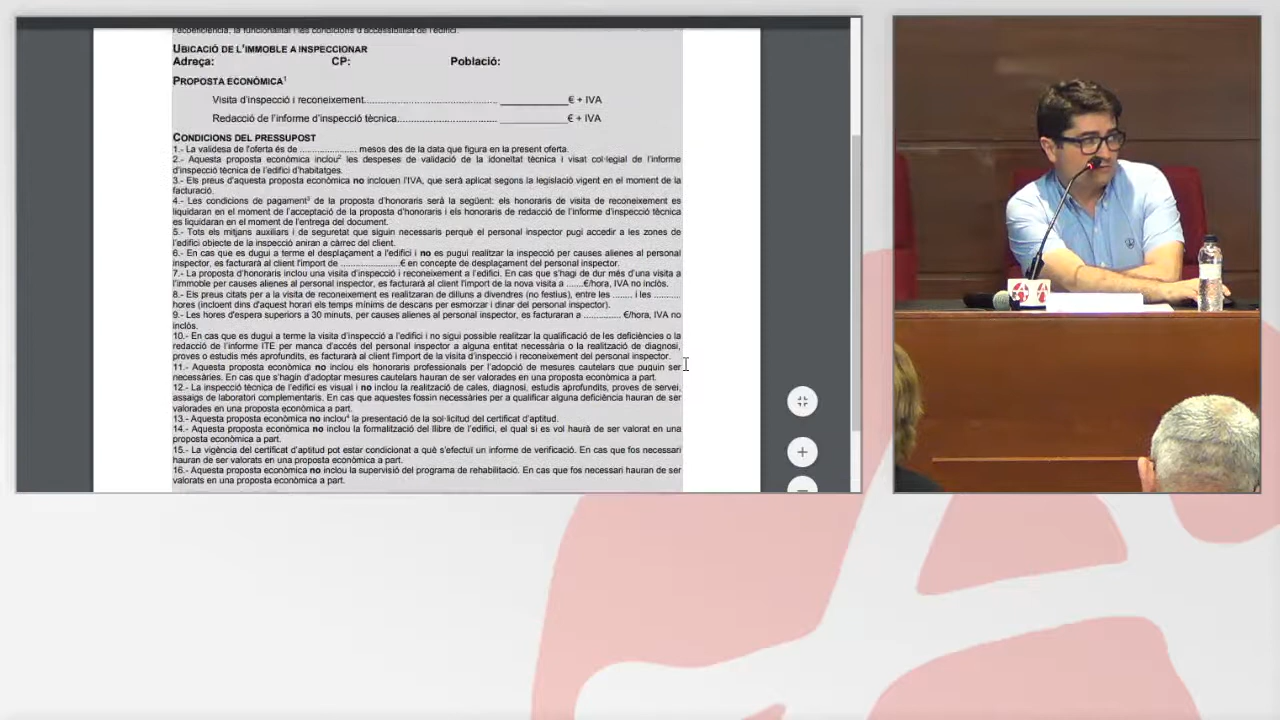 l'ecoeficiència, la funcionalitat i les condicions d'accessibilitat de l'edifici.
UBICACIÓ DE L'IMMOBLE A INSPECCIONAR
Adreça: CP: Població:
PROPOSTA ECONÒMICA1
Visita d'inspecció i reconeixement.............................................. ____________€ + IVA
Redacció de l'informe d'inspecció tècnica.................................. ____________€ + IVA
CONDICIONS DEL PRESSUPOST
1.- La validesa de l'oferta és de .................... mesos des de la data que figura en la present oferta.
2.- Aquesta proposta econòmica inclou2 les despeses de validació de la idoneïtat tècnica i visat col·legial de l'informe
d'inspecció tècnica de l'edifici d'habitatges.
3.- Els preus d'aquesta proposta econòmica no inclouen l'IVA, que serà aplicat segons la legislació vigent en el moment de la
facturació.
4.- Les condicions de pagament3 de la proposta d'honoraris serà la següent: els honoraris de visita de reconeixement es
liquidaran en el moment de l'acceptació de la proposta d'honoraris i els honoraris de redacció de l'informe d'inspecció tècnica
es liquidaran en el moment de l'entrega del document.
5.- Tots els mitjans auxiliars i de seguretat que siguin necessaris perquè el personal inspector pugi accedir a les zones de
l'edifici objecte de la inspecció aniran a càrrec del client.
6.- En cas que es dugui a terme el desplaçament a l'edifici i no es pugui realitzar la inspecció per causes alienes al personal
inspector, es facturarà al client l'import de .....................€ en concepte de desplaçament del personal inspector.
7.- La proposta d'honoraris inclou una visita d'inspecció i reconeixement a l'edifici. En cas que s'hagi de dur més d'una visita a
l'immoble per causes alienes al personal inspector, es facturarà al client l'import de la nova visita a ......€/hora, IVA no inclòs.
8.- Els preus citats per a la visita de reconeixement es realitzaran de dilluns a divendres (no festius), entre les ....... i les ..........
hores (incloent dins d'aquest horari els temps mínims de descans per esmorzar i dinar del personal inspector).
9.- Les hores d'espera superiors a 30 minuts, per causes alienes al personal inspector, es facturaran a ............. €/hora, IVA no
inclòs.
10.- En cas que es dugui a terme la visita d'inspecció a l'edifici i no sigui possible realitzar la qualificació de les deficiències o la
redacció de l'informe ITE per manca d'accés del personal inspector a alguna entitat necessària o la realització de diagnosi,
proves o estudis més aprofundits, es facturarà al client l'import de la visita d'inspecció i reconeixement del personal inspector.
11.- Aquesta proposta econòmica no inclou els honoraris professionals per l'adopció de mesures cautelars que puguin ser
necessàries. En cas que s'hagin d'adoptar mesures cautelars hauran de ser valorades en una proposta econòmica a part.
12.- La inspecció tècnica de l'edifici es visual i no inclou la realització de cales, diagnosi, estudis aprofundits, proves de servei,
assaigs de laboratori complementaris. En cas que aquestes fossin necessàries per a qualificar alguna deficiència hauran de ser
valorades en una proposta econòmica a part.
13.- Aquesta proposta econòmica no inclou4 la presentació de la sol·licitud del certificat d'aptitud.
14.- Aquesta proposta econòmica no inclou la formalització del llibre de l'edifici, el qual si es vol haurà de ser valorat en una
proposta econòmica a part.
15.- La vigència del certificat d'aptitud pot estar condicionat a què s'efectuï un informe de verificació. En cas que fos necessari
hauran de ser valorats en una proposta econòmica a part.
16.- Aquesta proposta econòmica no inclou la supervisió del programa de rehabilitació. En cas que fos necessari hauran de ser
valorats en una proposta econòmica a part.